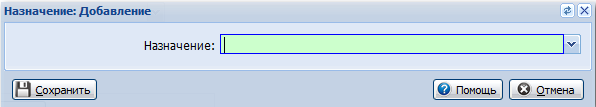 Назначение: Добавление
Назначение:
Сохранить Помощь Отмена